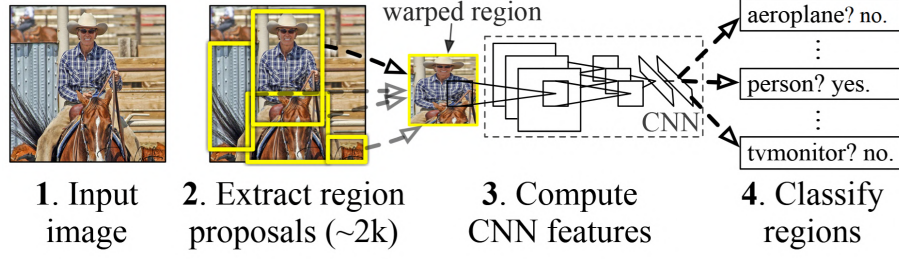 warped region
aeroplane? no.
person? yes.
CNN
tvmonitor? no.
1. Input
image
2. Extract region
proposals (~2k)
3. Compute
CNN features
4. Classify
regions